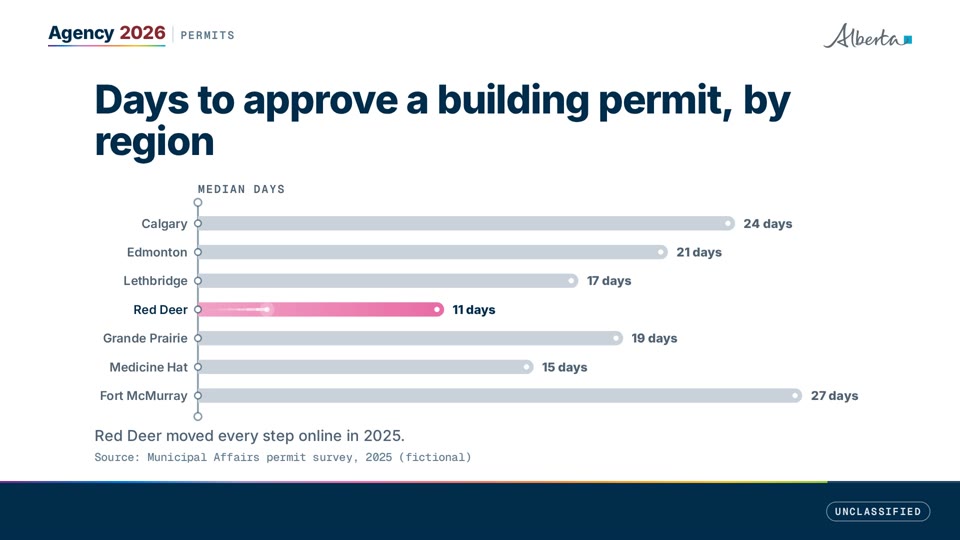 Agency 2026 | PERMITS
Alberta
Days to approve a building permit, by
region
MEDIAN DAYS
Calgary 24 days
Edmonton 21 days
Lethbridge 17 days
Red Deer 11 days
Grande Prairie 19 days
Medicine Hat 15 days
Fort McMurray 27 days
Red Deer moved every step online in 2025.
Source: Municipal Affairs permit survey, 2025 (fictional)
UNCLASSIFIED